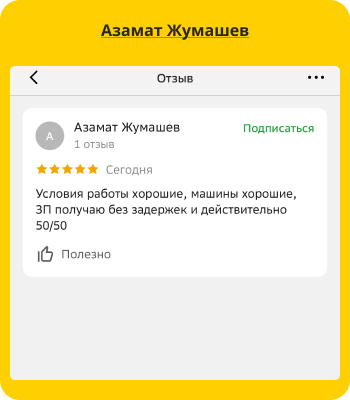 Азамат Жумашев
Отзыв
А
Азамат Жумашев
Подписаться
1 отзыв
Сегодня
Условия работы хорошие, машины хорошие,
ЗП получаю без задержек и действительно
50/50
Полезно